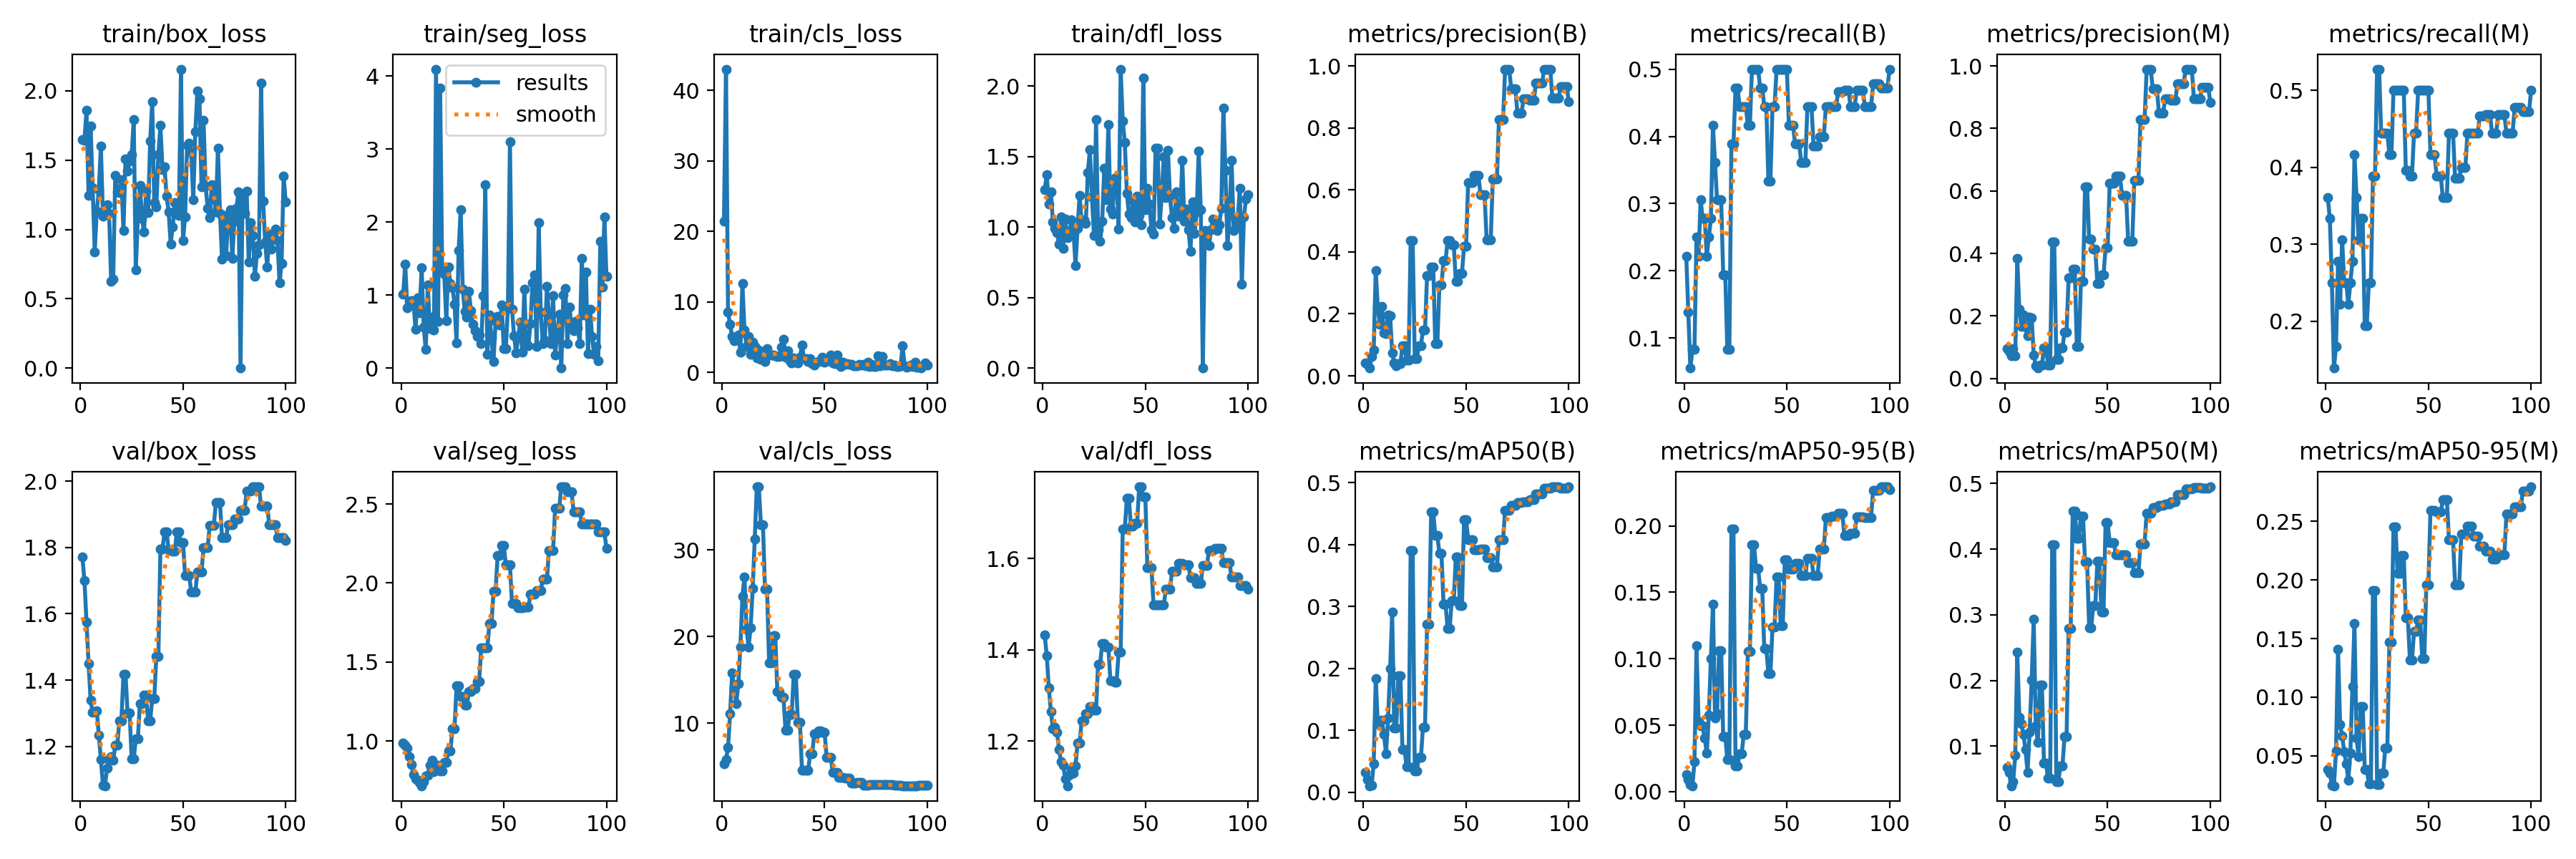 train/box_loss
train/seg_loss
train/cls_loss
train/dfl_loss
metrics/precision(B)
metrics/recall(B)
metrics/precision(M)
metrics/recall(M)
2.0
1.5
1.0
0.5
0.0
0 50 100
4
3
2
1
0
results
smooth
0 50 100
40
30
20
10
0
0 50 100
2.0
1.5
1.0
0.5
0.0
0 50 100
1.0
0.8
0.6
0.4
0.2
0.0
0 50 100
0.5
0.4
0.3
0.2
0.1
0 50 100
1.0
0.8
0.6
0.4
0.2
0.0
0 50 100
0.5
0.4
0.3
0.2
0 50 100
val/box_loss
val/seg_loss
val/cls_loss
val/dfl_loss
metrics/mAP50(B)
metrics/mAP50-95(B)
metrics/mAP50(M)
metrics/mAP50-95(M)
2.0
1.8
1.6
1.4
1.2
0 50 100
2.5
2.0
1.5
1.0
0 50 100
30
20
10
0 50 100
1.6
1.4
1.2
0 50 100
0.5
0.4
0.3
0.2
0.1
0.0
0 50 100
0.20
0.15
0.10
0.05
0.00
0 50 100
0.5
0.4
0.3
0.2
0.1
0 50 100
0.25
0.20
0.15
0.10
0.05
0 50 100